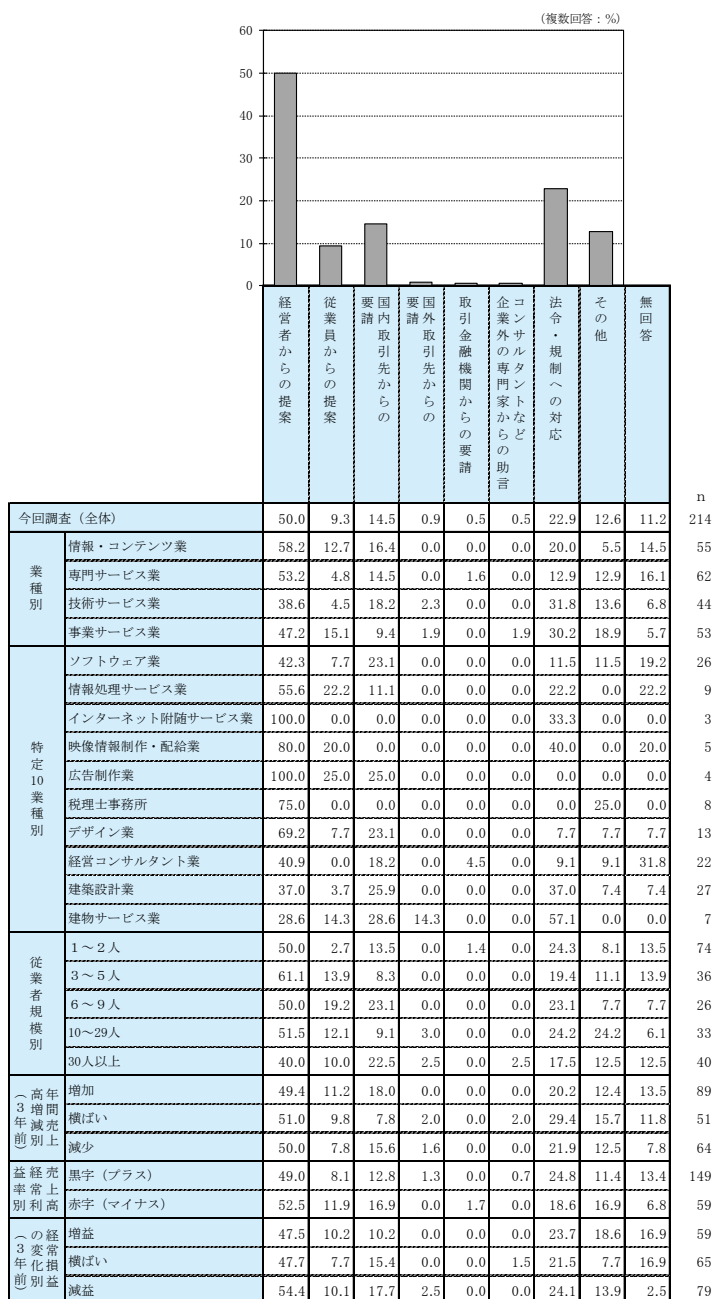 (複数回答：%)
60
50
40
30
20
10
0
経営者からの提案
従業員からの提案
国内取引先からの
要請
国外取引先からの
要請
取引金融機関からの要請
コンサルタントなど
企業外の専門家からの助言
法令・規制への対応
その他
無回答
n
今回調査（全体） 50.0 9.3 14.5 0.9 0.5 0.5 22.9 12.6 11.2 214
業種別
情報・コンテンツ業 58.2 12.7 16.4 0.0 0.0 0.0 20.0 5.5 14.5 55
専門サービス業 53.2 4.8 14.5 0.0 1.6 0.0 12.9 12.9 16.1 62
技術サービス業 38.6 4.5 18.2 2.3 0.0 0.0 31.8 13.6 6.8 44
事業サービス業 47.2 15.1 9.4 1.9 0.0 1.9 30.2 18.9 5.7 53
特定10業種別
ソフトウェア業 42.3 7.7 23.1 0.0 0.0 0.0 11.5 11.5 19.2 26
情報処理サービス業 55.6 22.2 11.1 0.0 0.0 0.0 22.2 0.0 22.2 9
インターネット附随サービス業 100.0 0.0 0.0 0.0 0.0 0.0 33.3 0.0 0.0 3
映像情報制作・配給業 80.0 20.0 0.0 0.0 0.0 0.0 40.0 0.0 20.0 5
広告制作業 100.0 25.0 25.0 0.0 0.0 0.0 0.0 0.0 0.0 4
税理士事務所 75.0 0.0 0.0 0.0 0.0 0.0 0.0 25.0 0.0 8
デザイン業 69.2 7.7 23.1 0.0 0.0 0.0 7.7 7.7 7.7 13
経営コンサルタント業 40.9 0.0 18.2 0.0 4.5 0.0 9.1 9.1 31.8 22
建築設計業 37.0 3.7 25.9 0.0 0.0 0.0 37.0 7.4 7.4 27
建物サービス業 28.6 14.3 28.6 14.3 0.0 0.0 57.1 0.0 0.0 7
従業者規模別
１～２人 50.0 2.7 13.5 0.0 1.4 0.0 24.3 8.1 13.5 74
３～５人 61.1 13.9 8.3 0.0 0.0 0.0 19.4 11.1 13.9 36
６～９人 50.0 19.2 23.1 0.0 0.0 0.0 23.1 7.7 7.7 26
10～29人 51.5 12.1 9.1 3.0 0.0 0.0 24.2 24.2 6.1 33
30人以上 40.0 10.0 22.5 2.5 0.0 2.5 17.5 12.5 12.5 40
年間売上
高増減別
（３年前）
増加 49.4 11.2 18.0 0.0 0.0 0.0 20.2 12.4 13.5 89
横ばい 51.0 9.8 7.8 2.0 0.0 2.0 29.4 15.7 11.8 51
減少 50.0 7.8 15.6 1.6 0.0 0.0 21.9 12.5 7.8 64
売上高
経常利
益率別
黒字（プラス） 49.0 8.1 12.8 1.3 0.0 0.7 24.8 11.4 13.4 149
赤字（マイナス） 52.5 11.9 16.9 0.0 1.7 0.0 18.6 16.9 6.8 59
経常損益
の変化別
（３年前）
増益 47.5 10.2 10.2 0.0 0.0 0.0 23.7 18.6 16.9 59
横ばい 47.7 7.7 15.4 0.0 0.0 1.5 21.5 7.7 16.9 65
減益 54.4 10.1 17.7 2.5 0.0 0.0 24.1 13.9 2.5 79